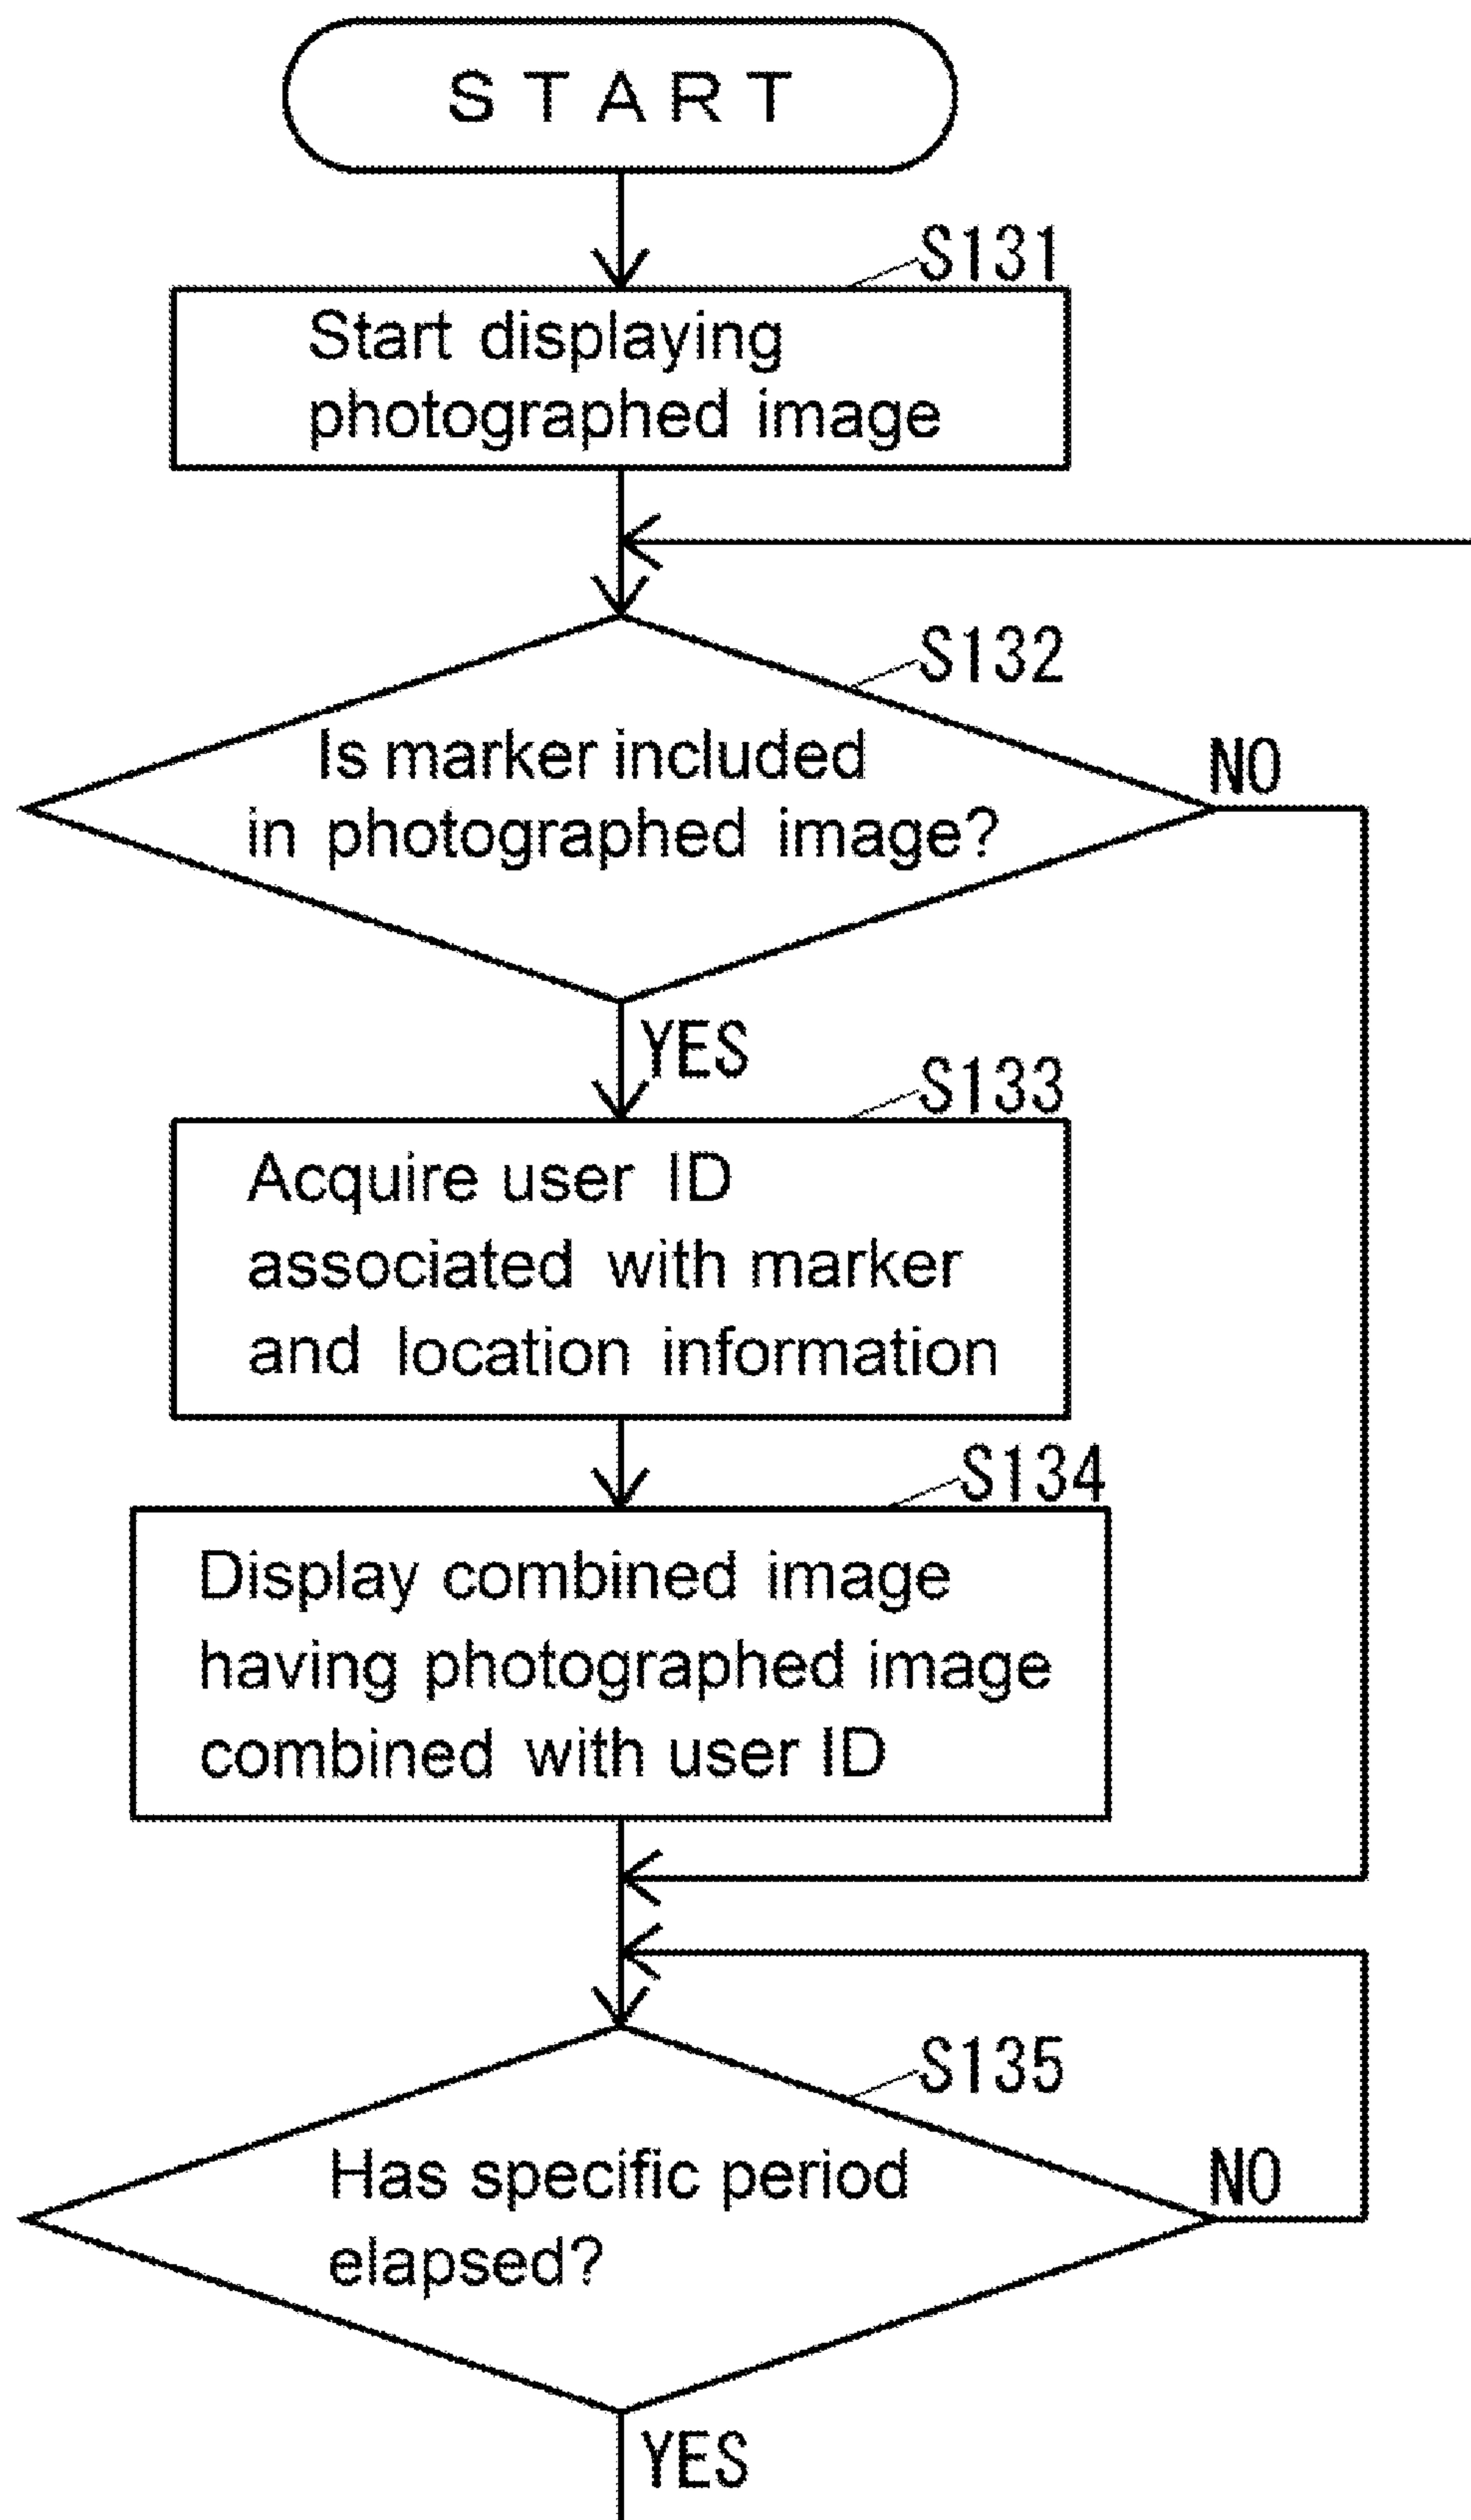 START
S131
Start displaying
photographed image
S132
Is marker included
in photographed image?
NO
YES
S133
Acquire user ID
associated with marker
and location information
S134
Display combined image
having photographed image
combined with user ID
S135
Has specific period
elapsed?
NO
YES